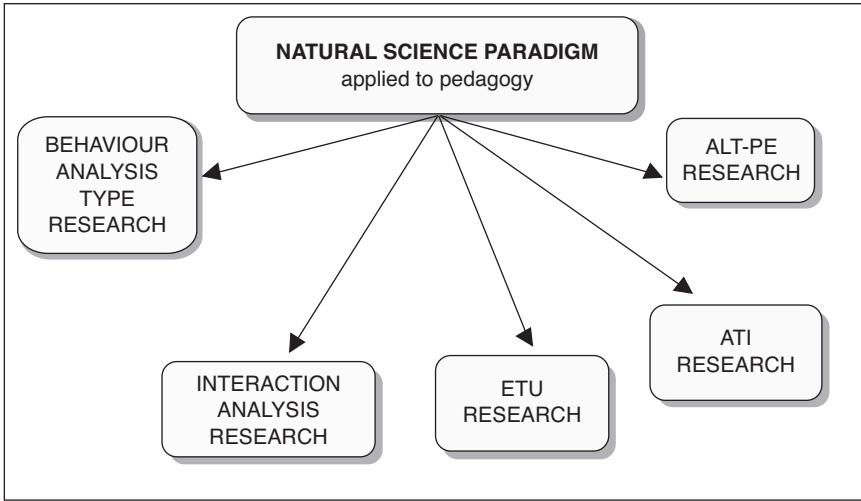 NATURAL SCIENCE PARADIGM
applied to pedagogy
BEHAVIOUR
ANALYSIS
TYPE
RESEARCH
ALT-PE
RESEARCH
ATI
RESEARCH
INTERACTION
ANALYSIS
RESEARCH
ETU
RESEARCH